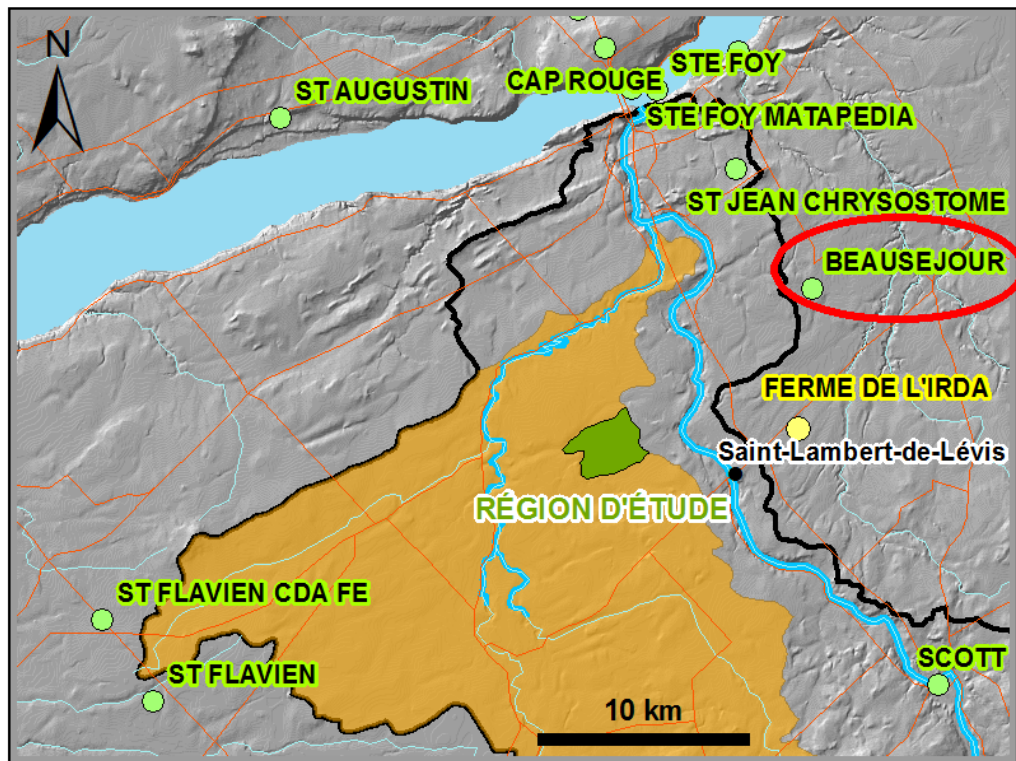 N
STE FOY
CAP ROUGE
ST AUGUSTIN
STE FOY MATAPEDIA
ST JEAN CHRYSOSTOME
BEAUSEJOUR
FERME DE L'IRDA
Saint-Lambert-de-Lévis
RÉGION D'ÉTUDE
ST FLAVIEN CDA FE
SCOTT
ST FLAVIEN
10 km